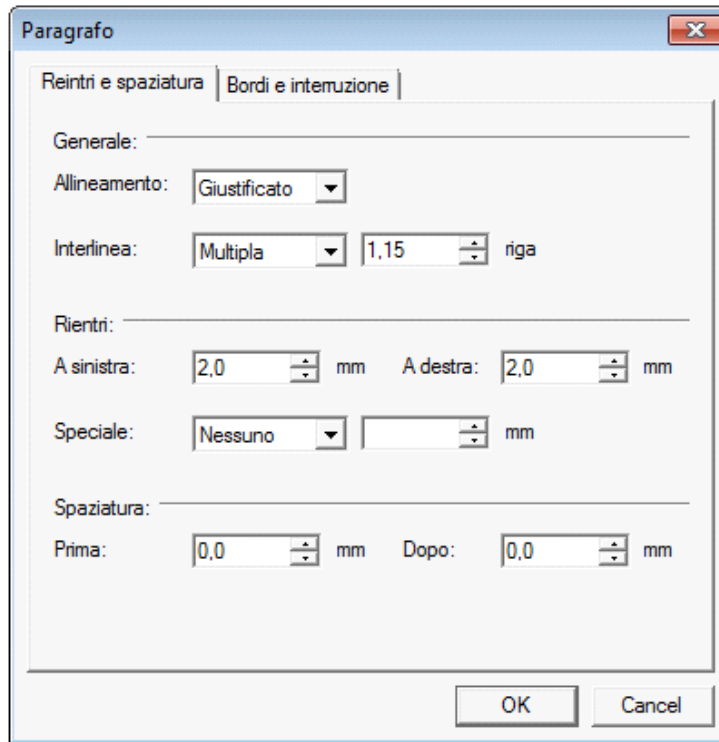 Paragrafo
Reintri e spaziatura Bordi e interruzione
Generale:
Allineamento: Giustificato
Interlinea: Multipla 1,15 riga
Rientri:
A sinistra: 2,0 mm A destra: 2,0 mm
Speciale: Nessuno mm
Spaziatura:
Prima: 0,0 mm Dopo: 0,0 mm
OK Cancel